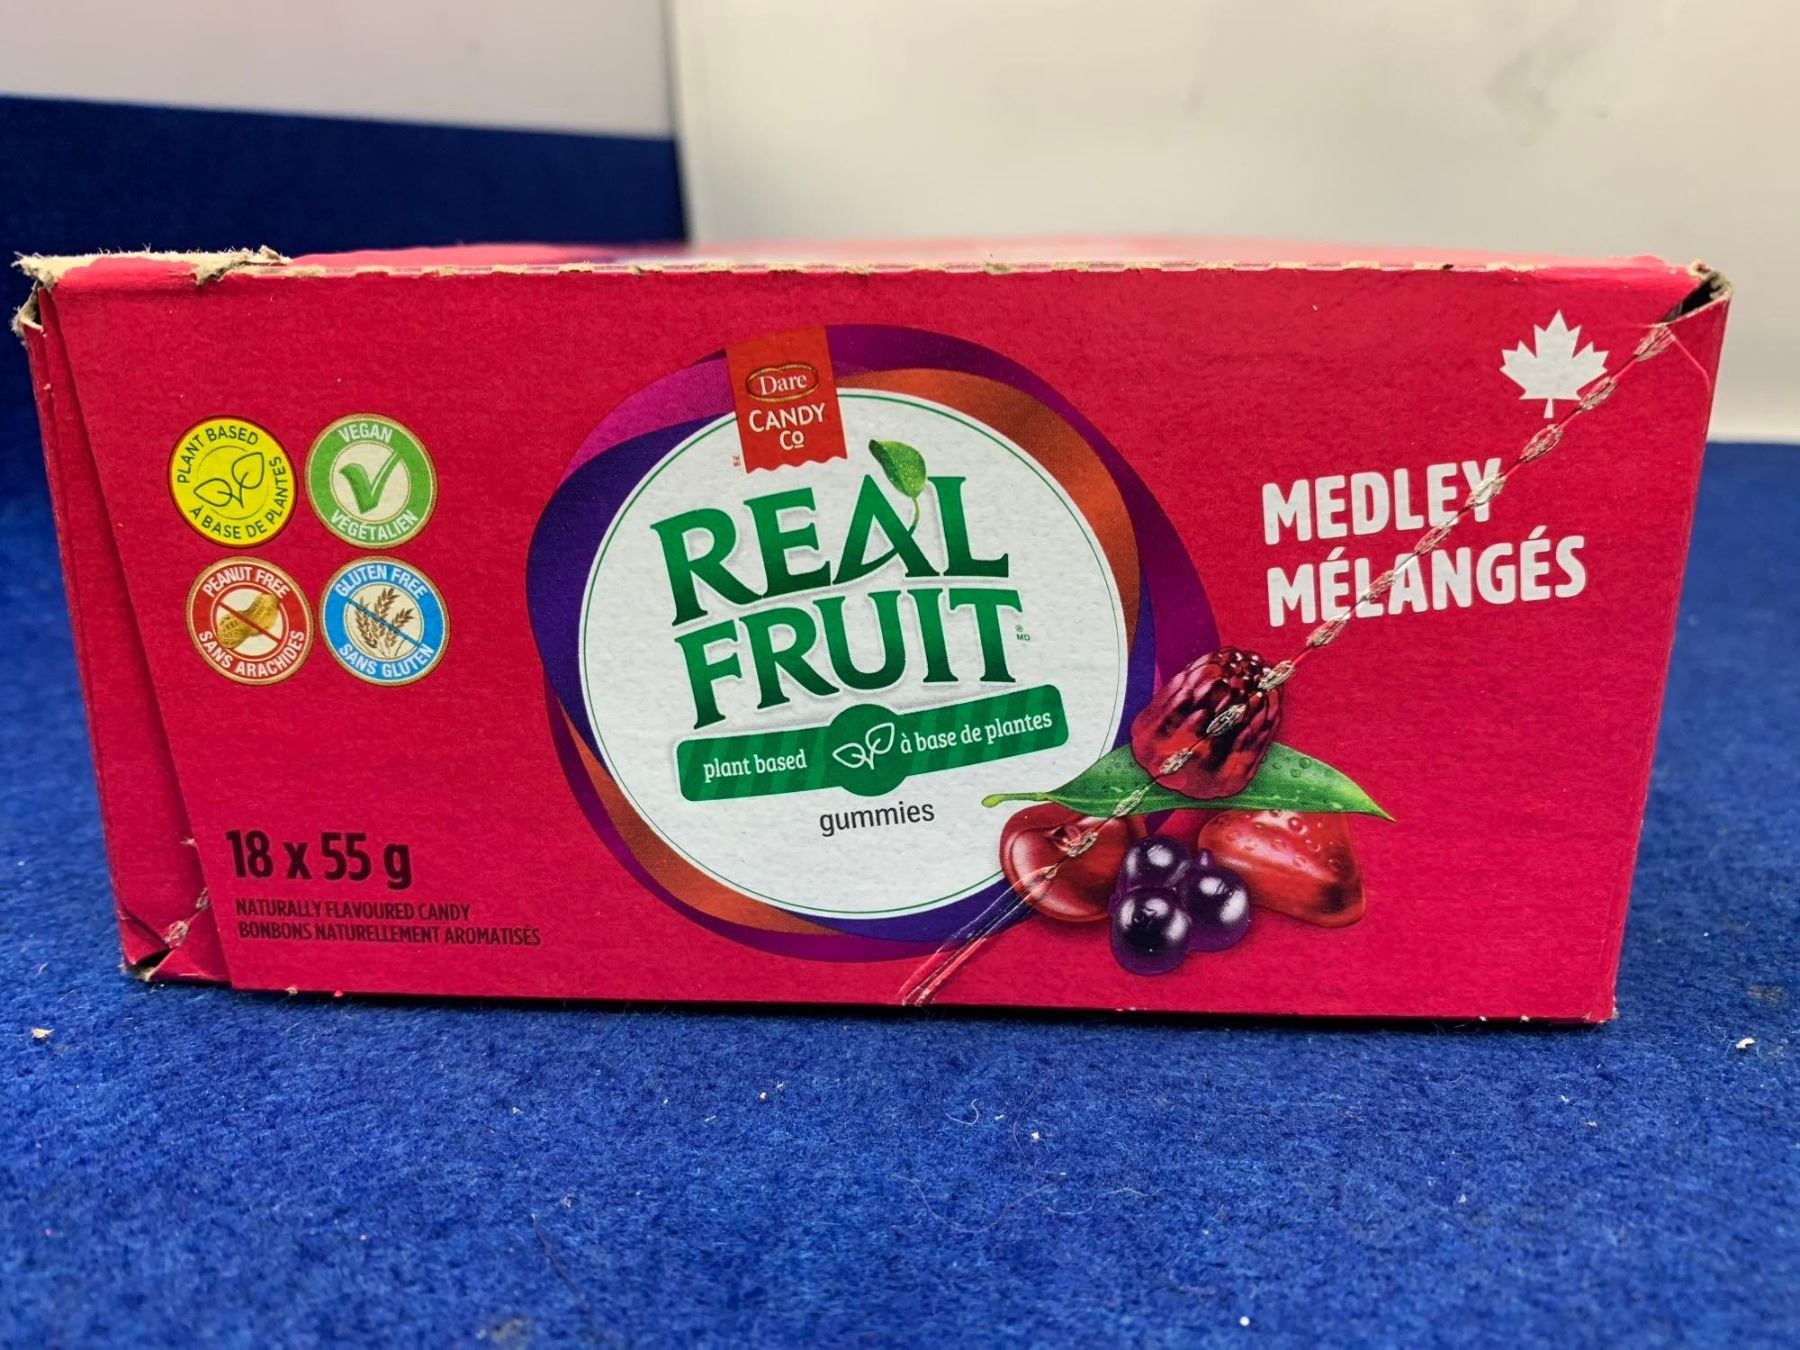 PLANT BASED
À BASE DE PLANTES
VEGAN
VÉGÉTALIEN
PEANUT FREE
SANS ARACHIDES
GLUTEN FREE
SANS GLUTEN
18 x 55 g
NATURALLY FLAVOURED CANDY
BONBONS NATURELLEMENT AROMATISÉS
Dare
CANDY
Co
REAL
FRUIT
® MD
plant based
à base de plantes
gummies
MEDLEY
MÉLANGÉS